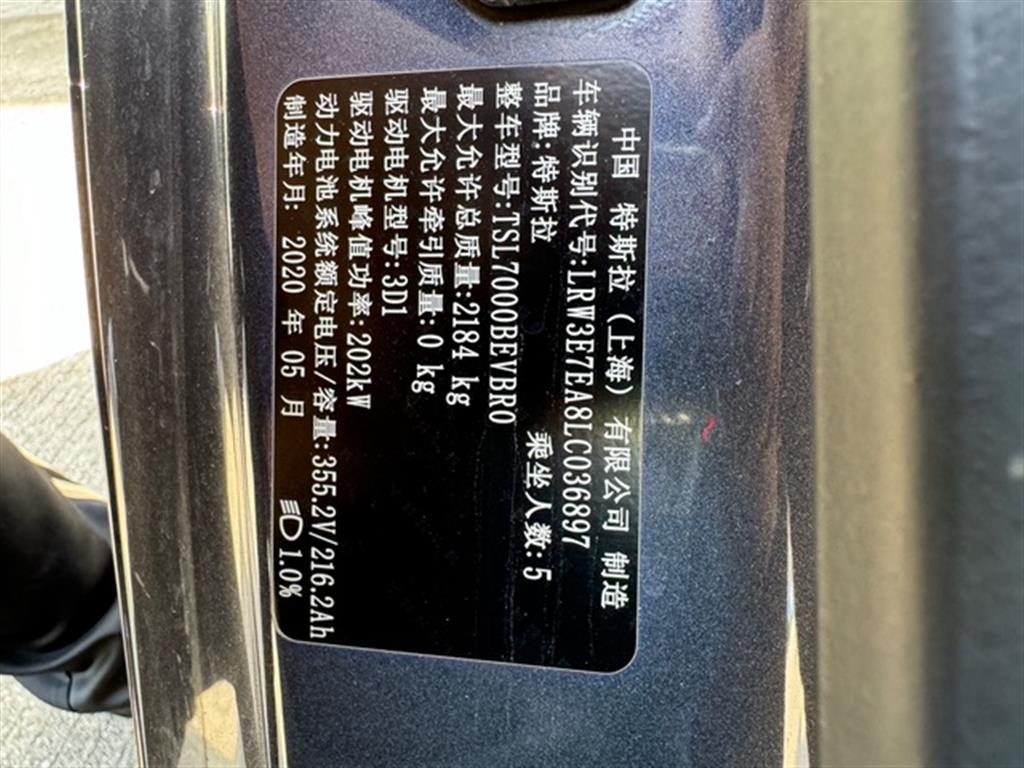 中国 特斯拉（上海）有限公司 制造
车辆识别代号:LRW3E7EA8LC036897
品牌:特斯拉 乘坐人数:5
整车型号:TSL7000BEVBR0
最大允许总质量:2184 kg
最大允许牵引质量:0 kg
驱动电机型号:3D1
驱动电机峰值功率:202kW
动力电池系统额定电压/容量:355.2V/216.2Ah
制造年月: 2020 年 05 月 1.0%